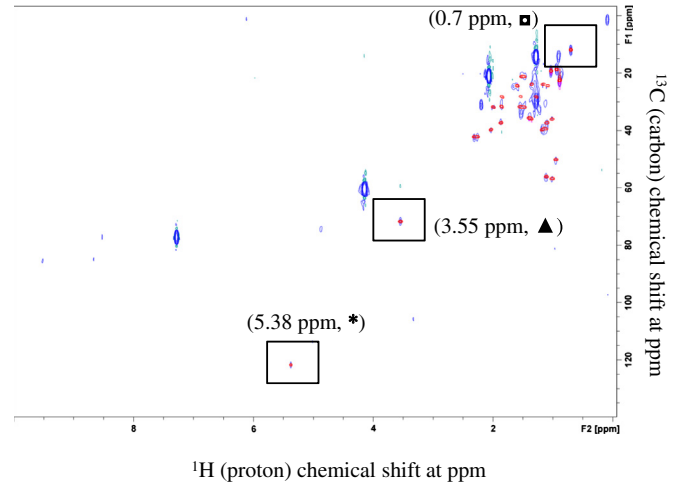 (0.7 ppm, ◘)
F1 [ppm]
20
40
60
(3.55 ppm, ▲)
80
100
(5.38 ppm, *)
120
8 6 4 2 F2 [ppm]
¹H (proton) chemical shift at ppm
¹³C (carbon) chemical shift at ppm